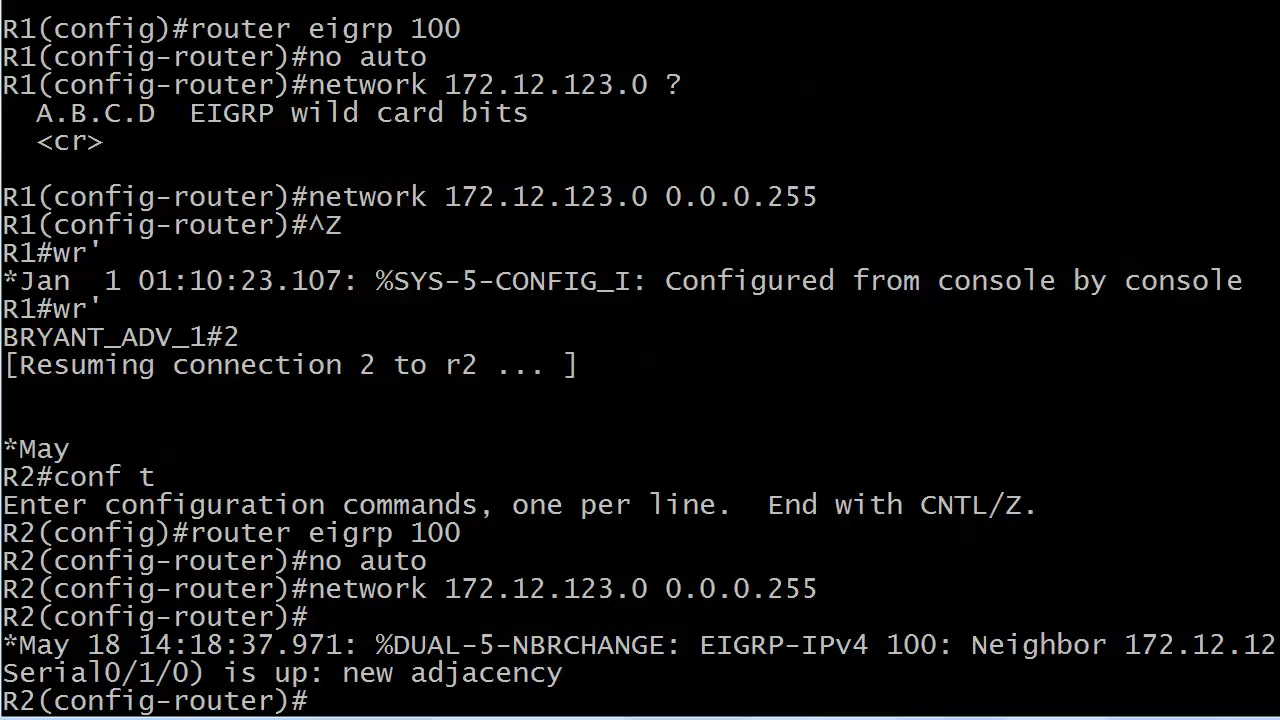 R1(config)#router eigrp 100
R1(config-router)#no auto
R1(config-router)#network 172.12.123.0 ?
  A.B.C.D  EIGRP wild card bits
  <cr>

R1(config-router)#network 172.12.123.0 0.0.0.255
R1(config-router)#^Z
R1#wr'
*Jan  1 01:10:23.107: %SYS-5-CONFIG_I: Configured from console by console
R1#wr'
BRYANT_ADV_1#2
[Resuming connection 2 to r2 ... ]

*May
R2#conf t
Enter configuration commands, one per line.  End with CNTL/Z.
R2(config)#router eigrp 100
R2(config-router)#no auto
R2(config-router)#network 172.12.123.0 0.0.0.255
R2(config-router)#
*May 18 14:18:37.971: %DUAL-5-NBRCHANGE: EIGRP-IPv4 100: Neighbor 172.12.12
Serial0/1/0) is up: new adjacency
R2(config-router)#